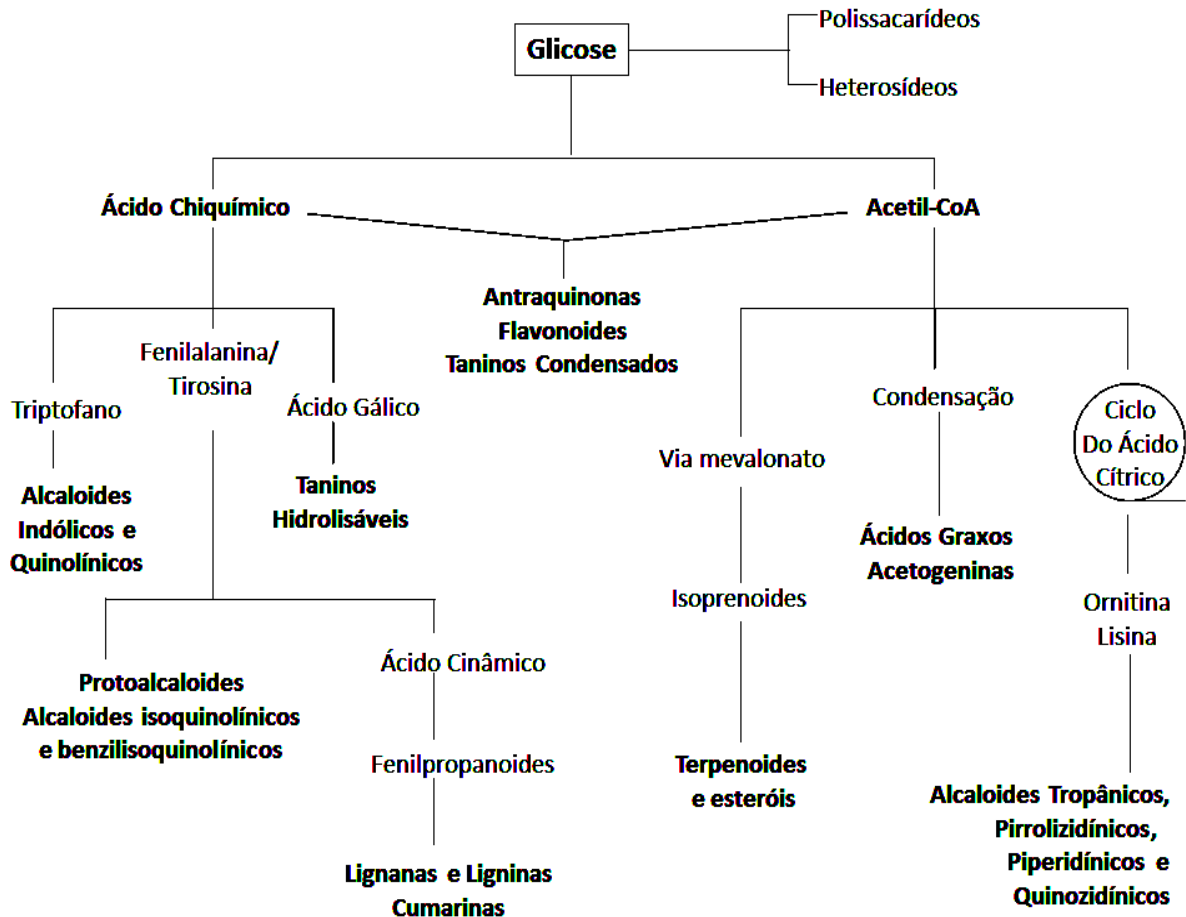 Glicose
Polissacarídeos
Heterosídeos
Ácido Chiquímico
Acetil-CoA
Antraquinonas
Flavonoides
Taninos Condensados
Triptofano
Fenilalanina/
Tirosina
Ácido Gálico
Alcaloides
Indólicos e
Quinolínicos
Taninos
Hidrolisáveis
Protoalcaloides
Alcaloides isoquinolínicos
e benzilisoquinolínicos
Ácido Cinâmico
Fenilpropanoides
Lignanas e Ligninas
Cumarinas
Via mevalonato
Isoprenoides
Terpenoides
e esteróis
Condensação
Ácidos Graxos
Acetogeninas
Ciclo
Do Ácido
Cítrico
Ornitina
Lisina
Alcaloides Tropânicos,
Pirrolizidínicos,
Piperidínicos e
Quinozidínicos